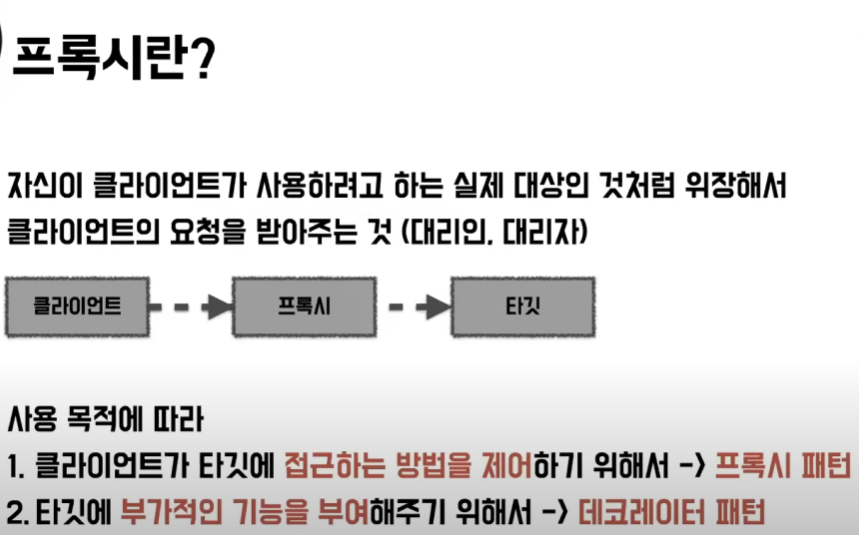 프록시란?
자신이 클라이언트가 사용하려고 하는 실제 대상인 것처럼 위장해서
클라이언트의 요청을 받아주는 것 (대리인, 대리자)
클라이언트 프록시 타깃
사용 목적에 따라
1. 클라이언트가 타깃에 접근하는 방법을 제어하기 위해서 -> 프록시 패턴
2. 타깃에 부가적인 기능을 부여해주기 위해서 -> 데코레이터 패턴